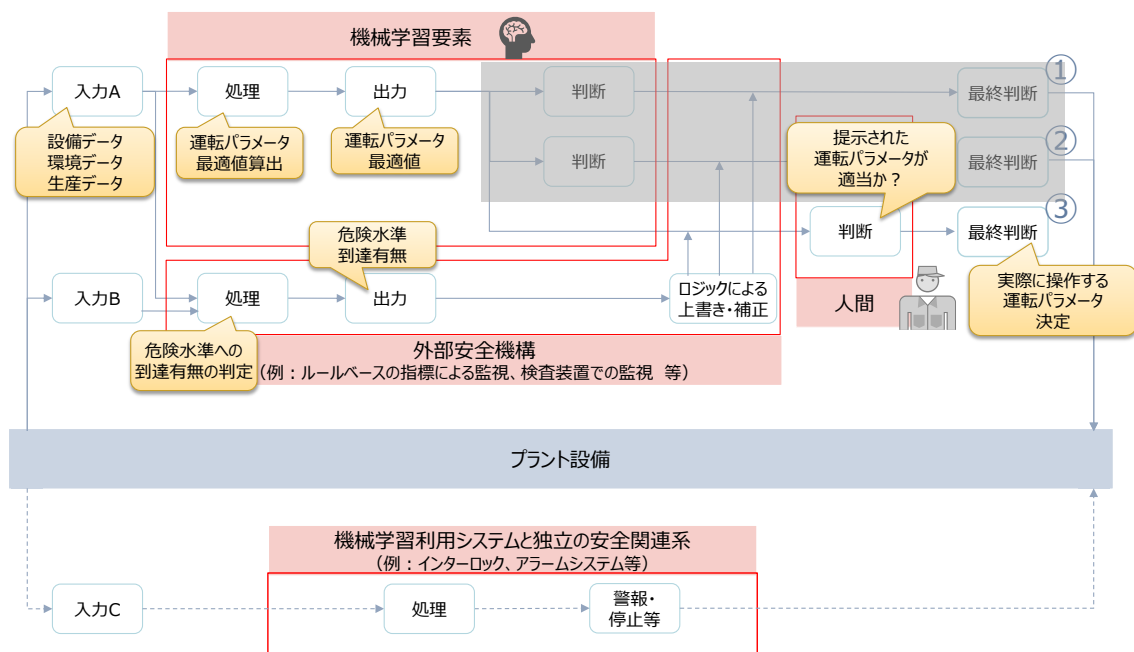 機械学習要素
①
入力A
処理
出力
判断
最終判断
設備データ
環境データ
生産データ
運転パラメータ
最適値算出
運転パラメータ
最適値
提示された
運転パラメータが
適当か？
②
判断
最終判断
③
判断
最終判断
危険水準
到達有無
入力B
処理
出力
ロジックによる
上書き・補正
人間
実際に操作する
運転パラメータ
決定
危険水準への
到達有無の判定
外部安全機構
（例：ルールベースの指標による監視、検査装置での監視 等）
プラント設備
機械学習利用システムと独立の安全関連系
（例：インターロック、アラームシステム等）
入力C
処理
警報・
停止等